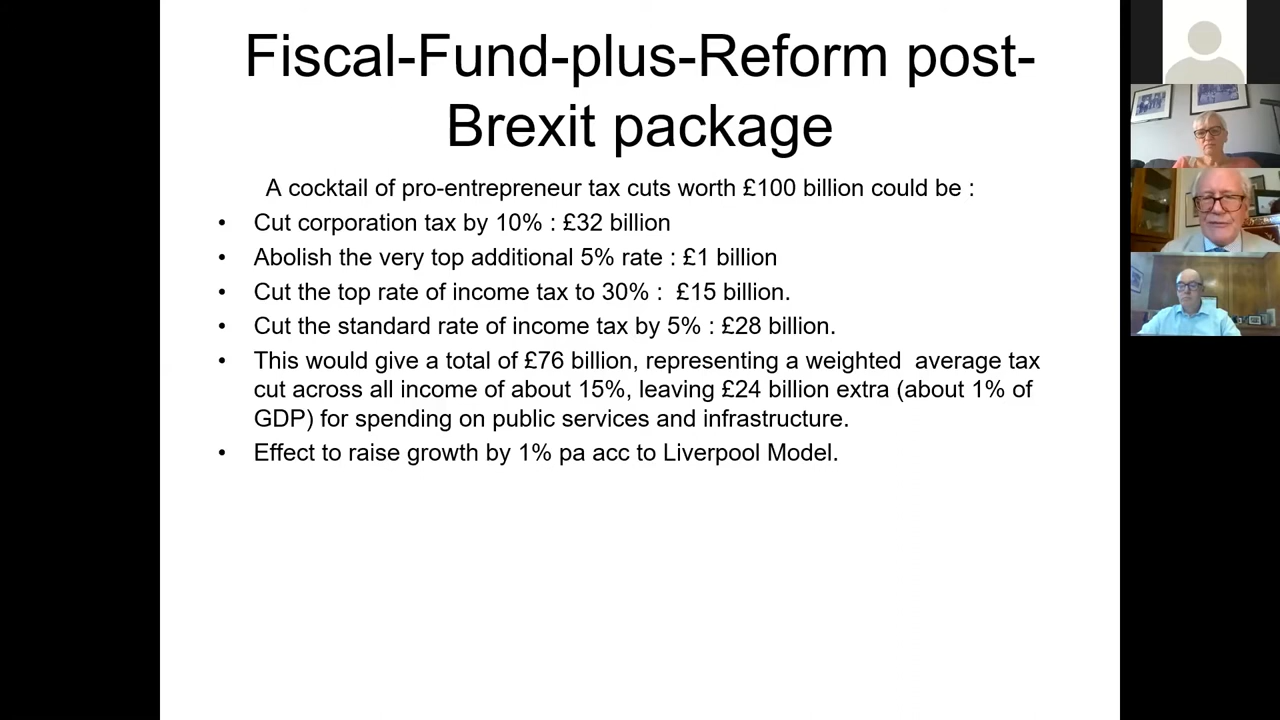 Fiscal-Fund-plus-Reform post-
Brexit package
A cocktail of pro-entrepreneur tax cuts worth £100 billion could be :
• Cut corporation tax by 10% : £32 billion
• Abolish the very top additional 5% rate : £1 billion
• Cut the top rate of income tax to 30% :  £15 billion.
• Cut the standard rate of income tax by 5% : £28 billion.
• This would give a total of £76 billion, representing a weighted  average tax
cut across all income of about 15%, leaving £24 billion extra (about 1% of
GDP) for spending on public services and infrastructure.
• Effect to raise growth by 1% pa acc to Liverpool Model.